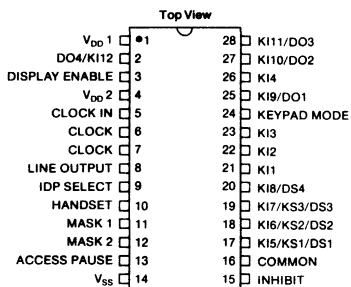 Top View
V_DD 1 •1 28 KI11/DO3
DO4/KI12 2 27 KI10/DO2
DISPLAY ENABLE 3 26 KI4
V_DD 2 4 25 KI9/DO1
CLOCK IN 5 24 KEYPAD MODE
CLOCK 6 23 KI3
CLOCK 7 22 KI2
LINE OUTPUT 8 21 KI1
IDP SELECT 9 20 KI8/DS4
HANDSET 10 19 KI7/KS3/DS3
MASK 1 11 18 KI6/KS2/DS2
MASK 2 12 17 KI5/KS1/DS1
ACCESS PAUSE 13 16 COMMON
V_SS 14 15 INHIBIT